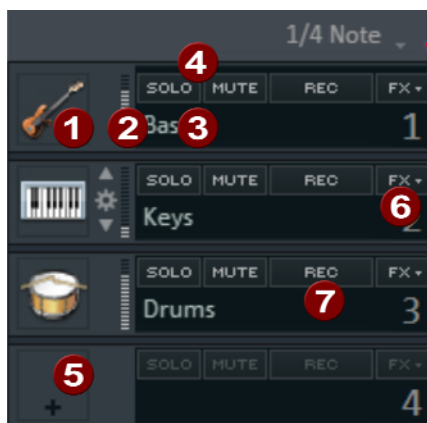 1/4 Note
4
SOLO MUTE REC FX
1 2 Bas 3 1
SOLO MUTE REC FX
6
Keys 2
SOLO MUTE REC FX
7
Drums 3
5 SOLO MUTE REC FX
+ 4